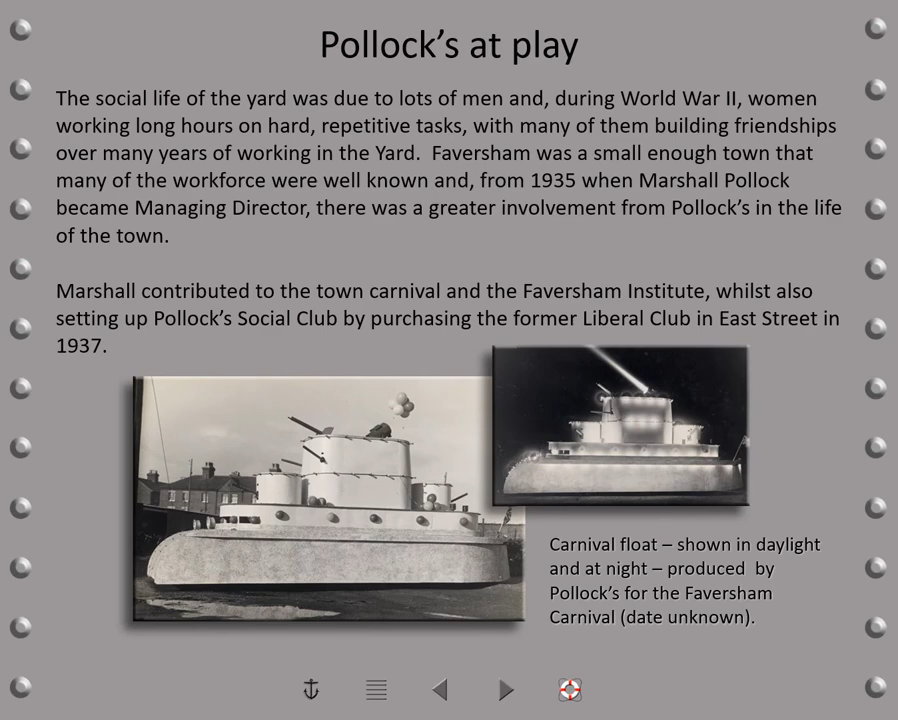 Pollock’s at play
The social life of the yard was due to lots of men and, during World War II, women
working long hours on hard, repetitive tasks, with many of them building friendships
over many years of working in the Yard.  Faversham was a small enough town that
many of the workforce were well known and, from 1935 when Marshall Pollock
became Managing Director, there was a greater involvement from Pollock’s in the life
of the town.
Marshall contributed to the town carnival and the Faversham Institute, whilst also
setting up Pollock’s Social Club by purchasing the former Liberal Club in East Street in
1937.
Carnival float – shown in daylight
and at night – produced  by
Pollock’s for the Faversham
Carnival (date unknown).